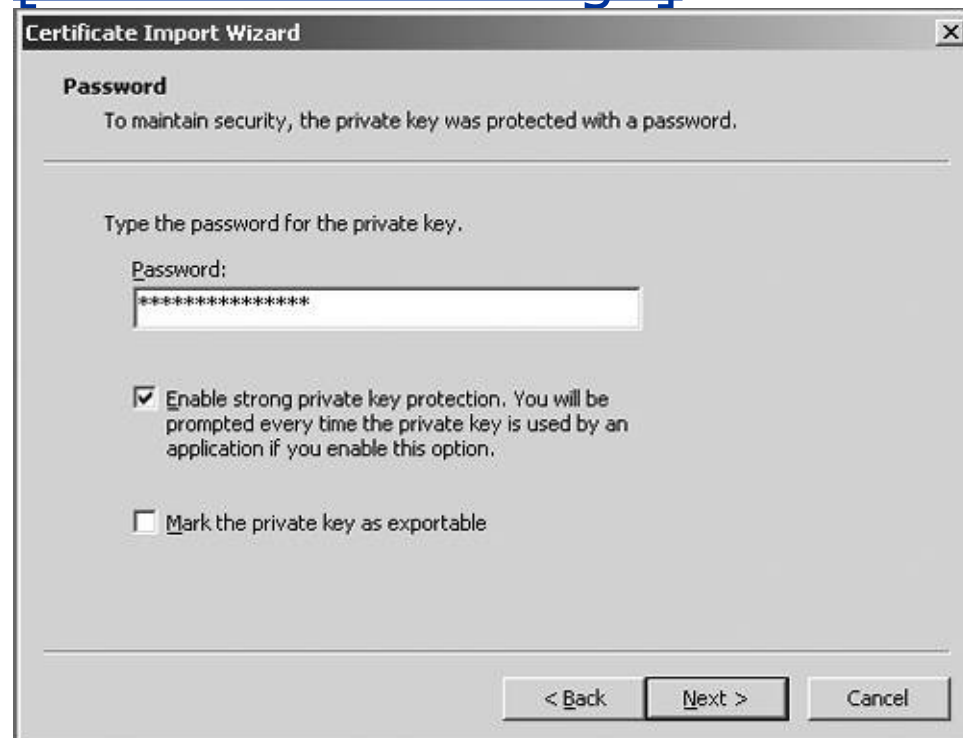 Certificate Import Wizard
Password
To maintain security, the private key was protected with a password.
Type the password for the private key.
Password:
***************
Enable strong private key protection. You will be
prompted every time the private key is used by an
application if you enable this option.
Mark the private key as exportable
< Back
Next >
Cancel